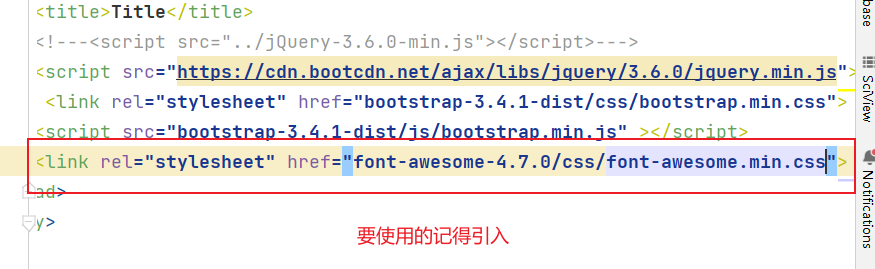 <title>Title</title>
<!---<script src="../jQuery-3.6.0-min.js"></script>--->
<script src="https://cdn.bootcdn.net/ajax/libs/jquery/3.6.0/jquery.min.js">
<link rel="stylesheet" href="bootstrap-3.4.1-dist/css/bootstrap.min.css">
<script src="bootstrap-3.4.1-dist/js/bootstrap.min.js" ></script>
<link rel="stylesheet" href="font-awesome-4.7.0/css/font-awesome.min.css">
ad>
y>
要使用的记得引入
base
SciView
Notifications